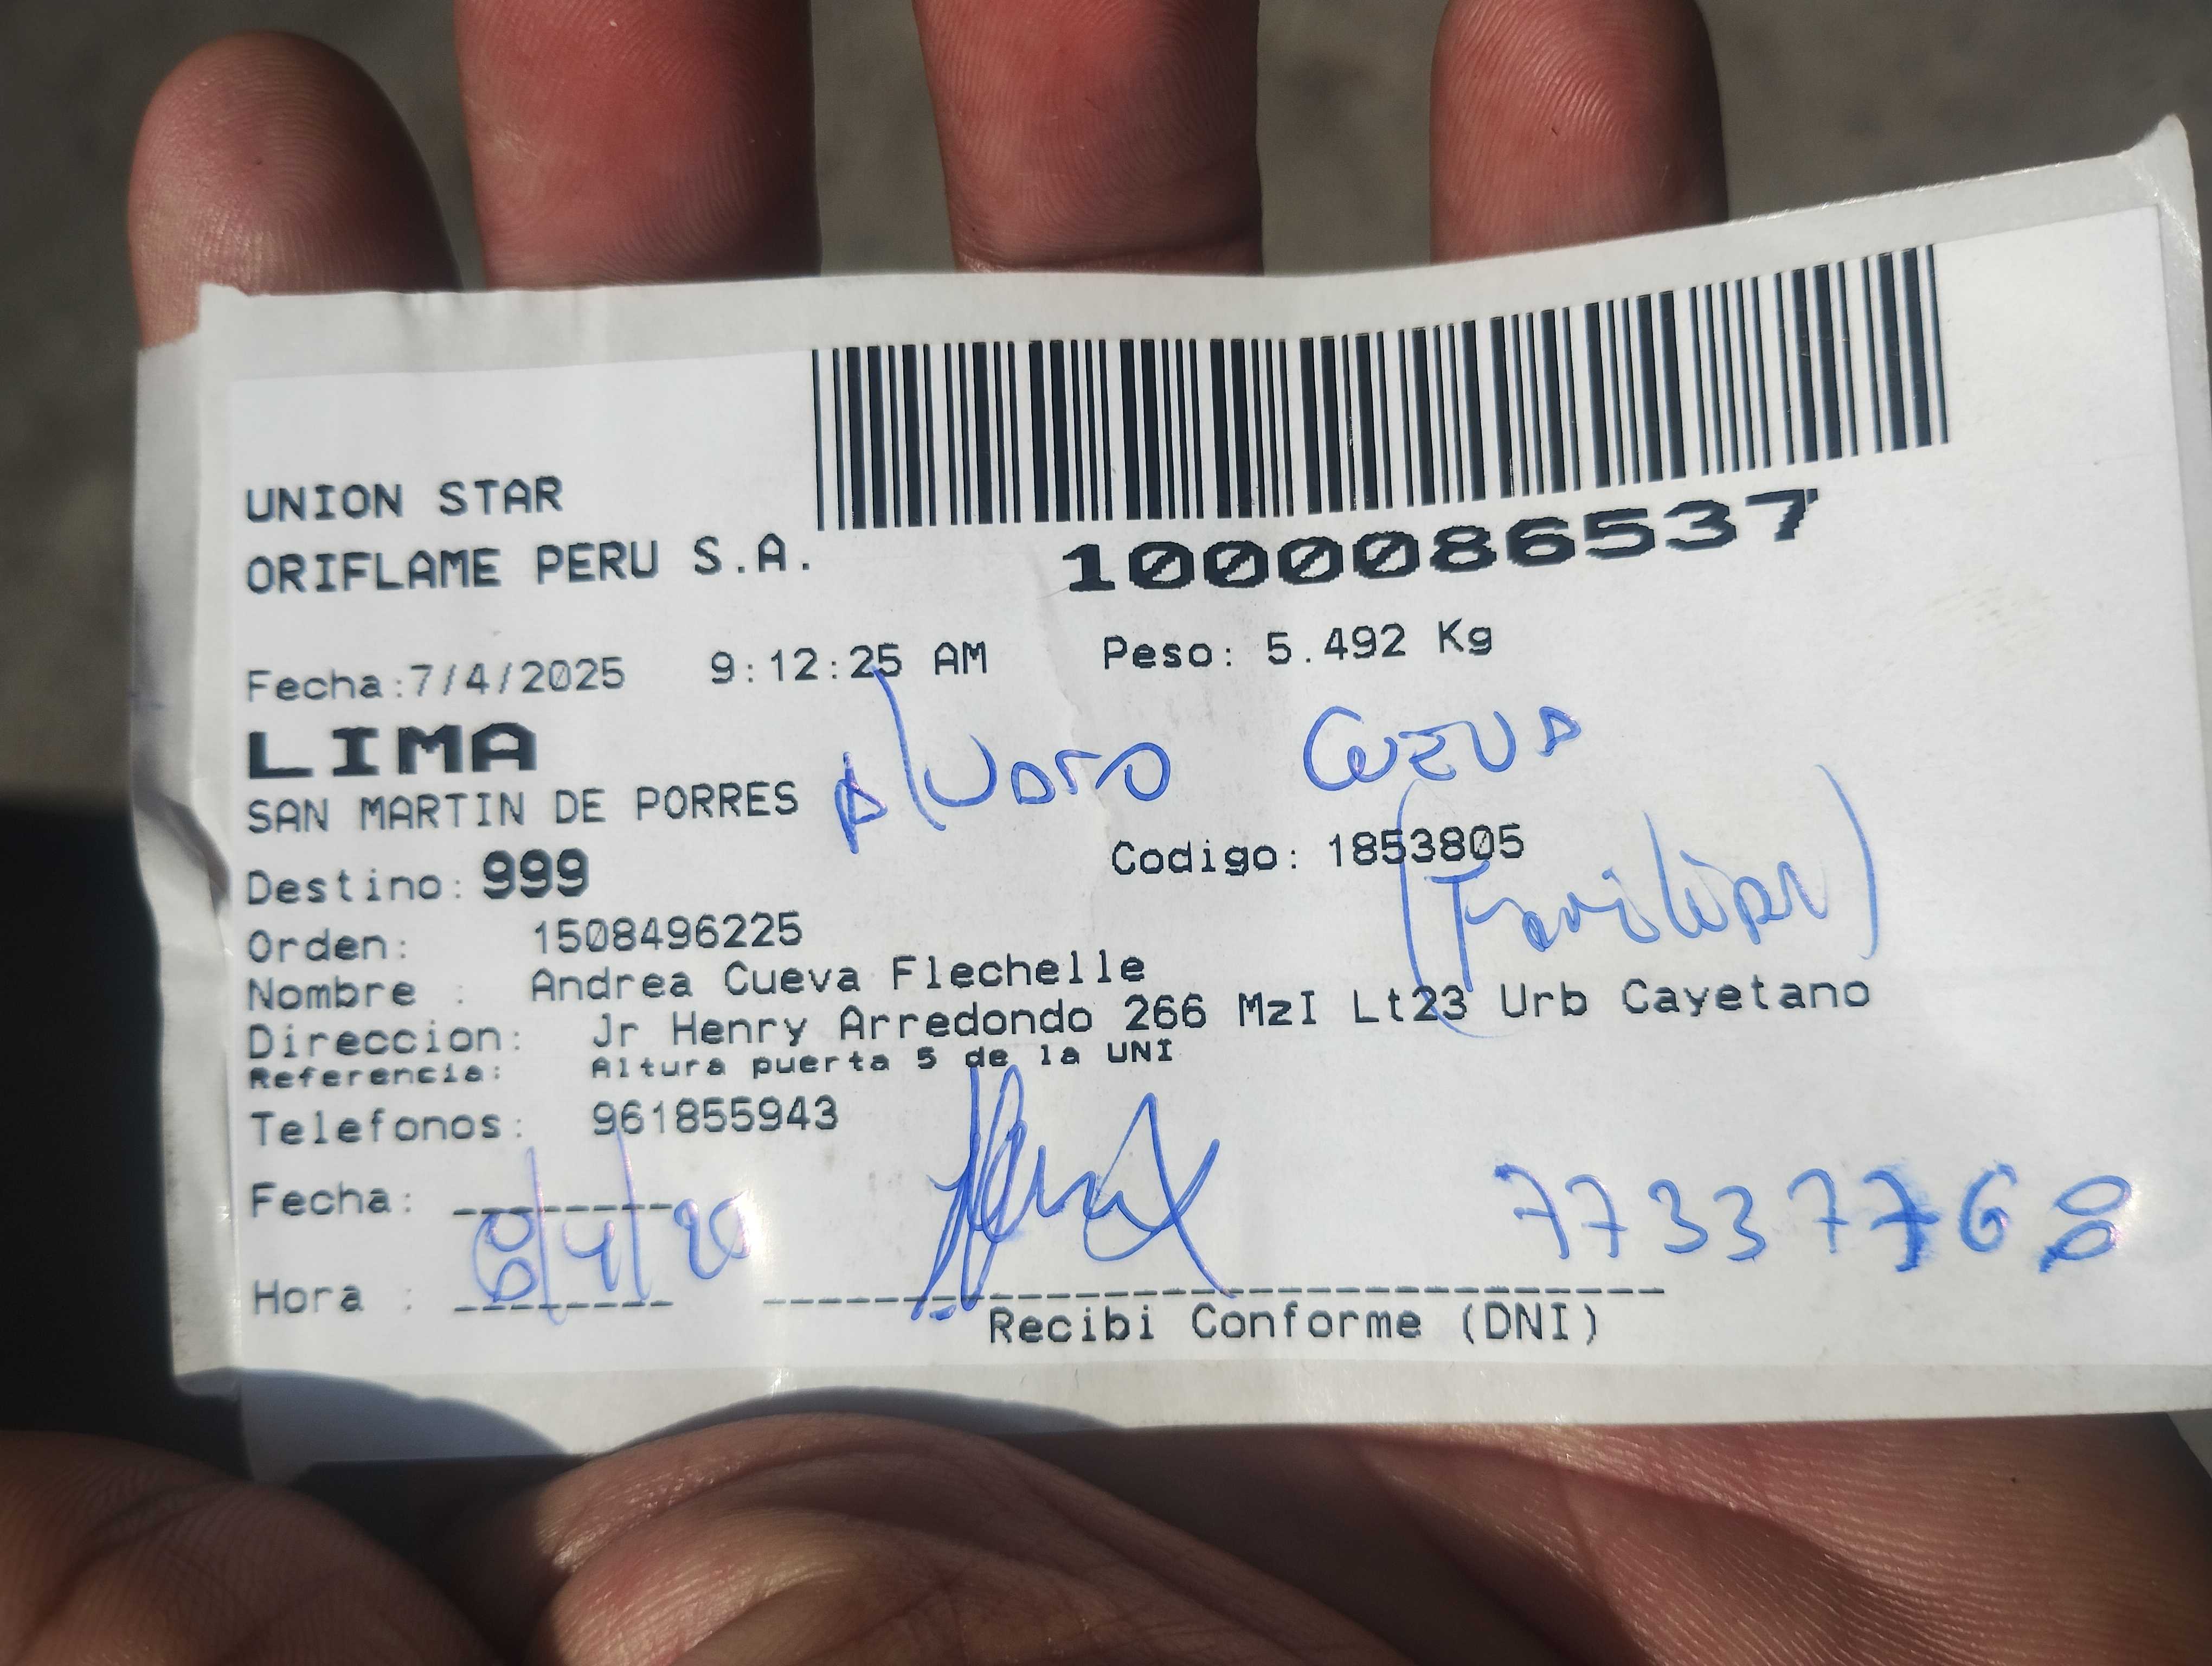 UNION STAR
ORIFLAME PERU S.A.
1000086537
Fecha:7/4/2025 9:12:25 AM Peso: 5.492 Kg
LIMA
Alvaro Cueva
SAN MARTIN DE PORRES
Codigo: 1853805
Destino: 999
(Familiar)
Orden: 1508496225
Nombre : Andrea Cueva Flechelle
Direccion: Jr Henry Arredondo 266 MzI Lt23 Urb Cayetano
Referencia: Altura puerta 5 de la UNI
Telefonos: 961855943
Fecha:
77337768
Hora :
Recibi Conforme (DNI)